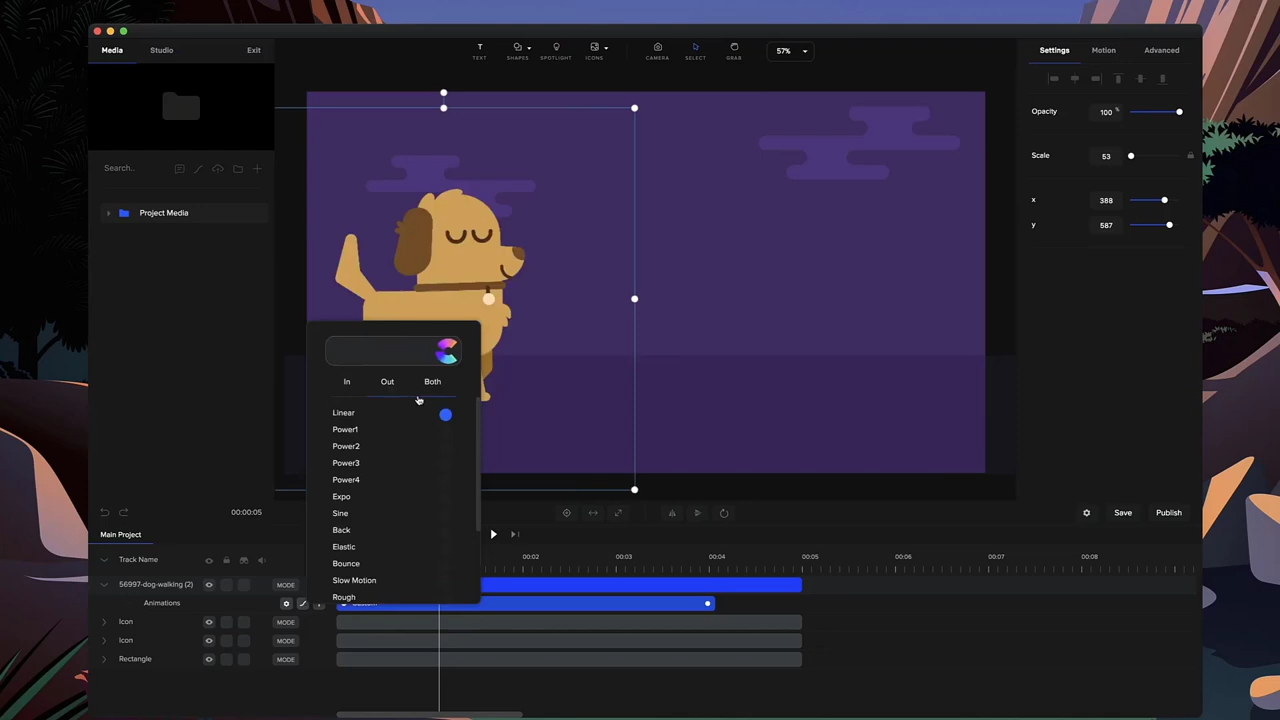 Media Studio Exit
TEXT SHAPES SPOTLIGHT ICONS CAMERA SELECT GRAB 57%
Settings Motion Advanced
Opacity 100 %
Search..
Scale 53
x 388
Project Media
y 587
In Out Both
Linear
Power1
Power2
Power3
Power4
Expo
Sine
Back
Elastic
Bounce
Slow Motion
Rough
00:00:05
Save Publish
Main Project
Track Name
00:02 00:03 00:04 00:05 00:06 00:07 00:08
56997-dog-walking (2) MODE
Animations
Icon MODE
Icon MODE
Rectangle MODE